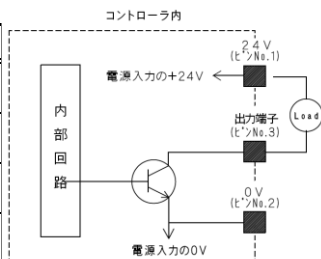 コントローラ内
24V
(ﾋﾟﾝNo.1)
電源入力の+24V
内部回路
出力端子
(ﾋﾟﾝNo.3)
Load
0V
(ﾋﾟﾝNo.2)
電源入力の0V